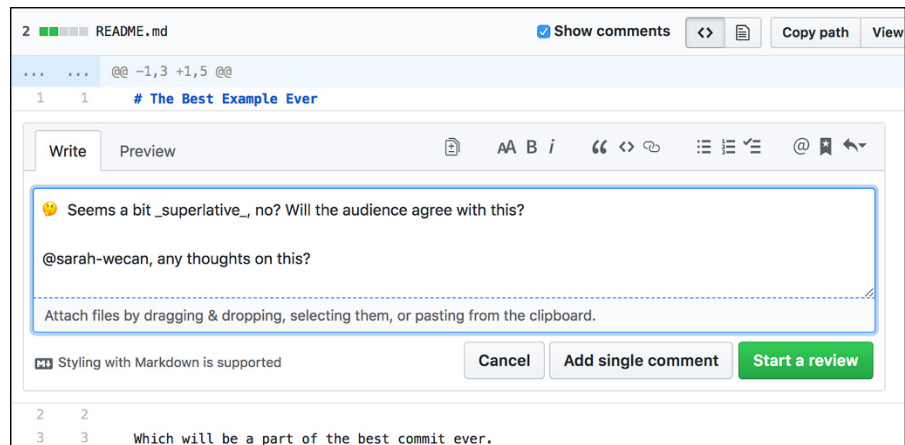 2 README.md Show comments Copy path View
... ... @@ -1,3 +1,5 @@
1 1 # The Best Example Ever
Write Preview AA B i “ <> @
🤔 Seems a bit _superlative_, no? Will the audience agree with this?
@sarah-wecan, any thoughts on this?
Attach files by dragging & dropping, selecting them, or pasting from the clipboard.
Styling with Markdown is supported Cancel Add single comment Start a review
2 2
3 3 Which will be a part of the best commit ever.